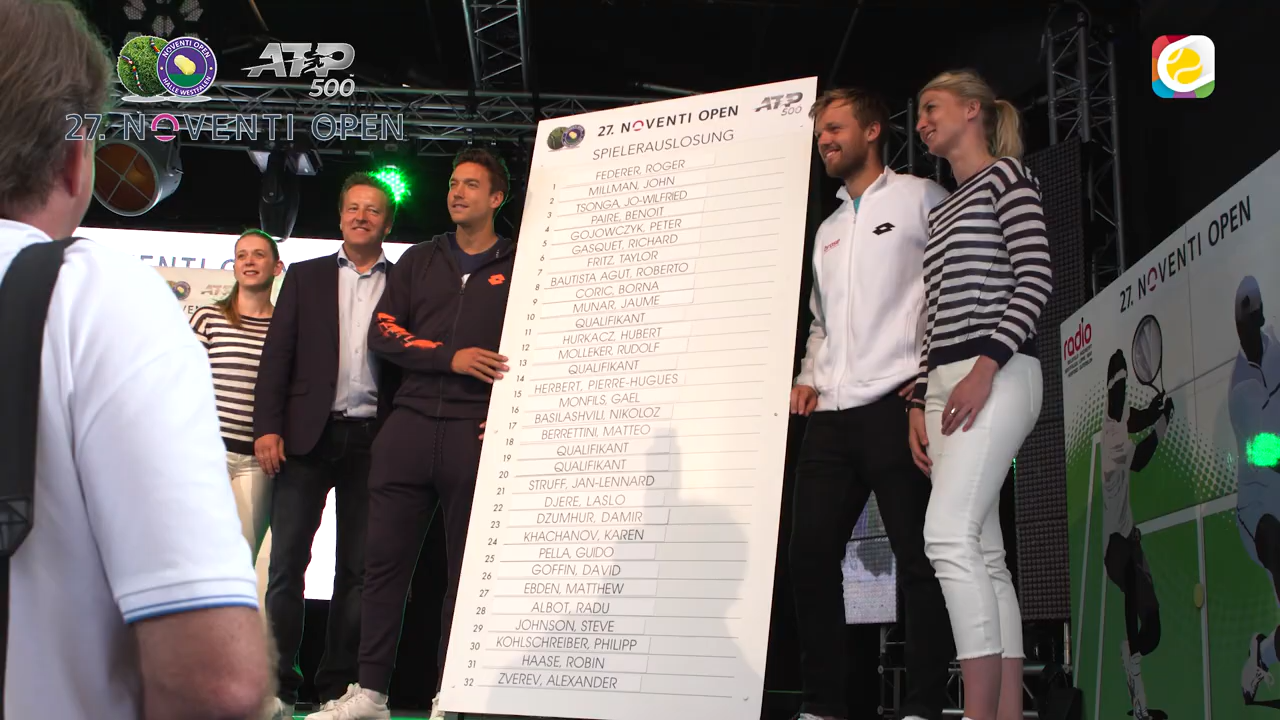 NOVENTI OPEN
HALLE WESTFALEN
ATP
500
27. NOVENTI OPEN
27. NOVENTI OPEN
ATP
500
SPIELERAUSLOSUNG
1 FEDERER, ROGER
2 MILLMAN, JOHN
3 TSONGA, JO-WILFRIED
4 PAIRE, BENOIT
5 GOJOWCZYK, PETER
6 GASQUET, RICHARD
7 FRITZ, TAYLOR
8 BAUTISTA AGUT, ROBERTO
9 CORIC, BORNA
10 MUNAR, JAUME
11 QUALIFIKANT
12 HURKACZ, HUBERT
13 MOLLEKER, RUDOLF
14 QUALIFIKANT
15 HERBERT, PIERRE-HUGUES
16 MONFILS, GAEL
17 BASILASHVILI, NIKOLOZ
18 BERRETTINI, MATTEO
19 QUALIFIKANT
20 QUALIFIKANT
21 STRUFF, JAN-LENNARD
22 DJERE, LASLO
23 DZUMHUR, DAMIR
24 KHACHANOV, KAREN
25 PELLA, GUIDO
26 GOFFIN, DAVID
27 EBDEN, MATTHEW
28 ALBOT, RADU
29 JOHNSON, STEVE
30 KOHLSCHREIBER, PHILIPP
31 HAASE, ROBIN
32 ZVEREV, ALEXANDER
27. NOVENTI OPEN
radio